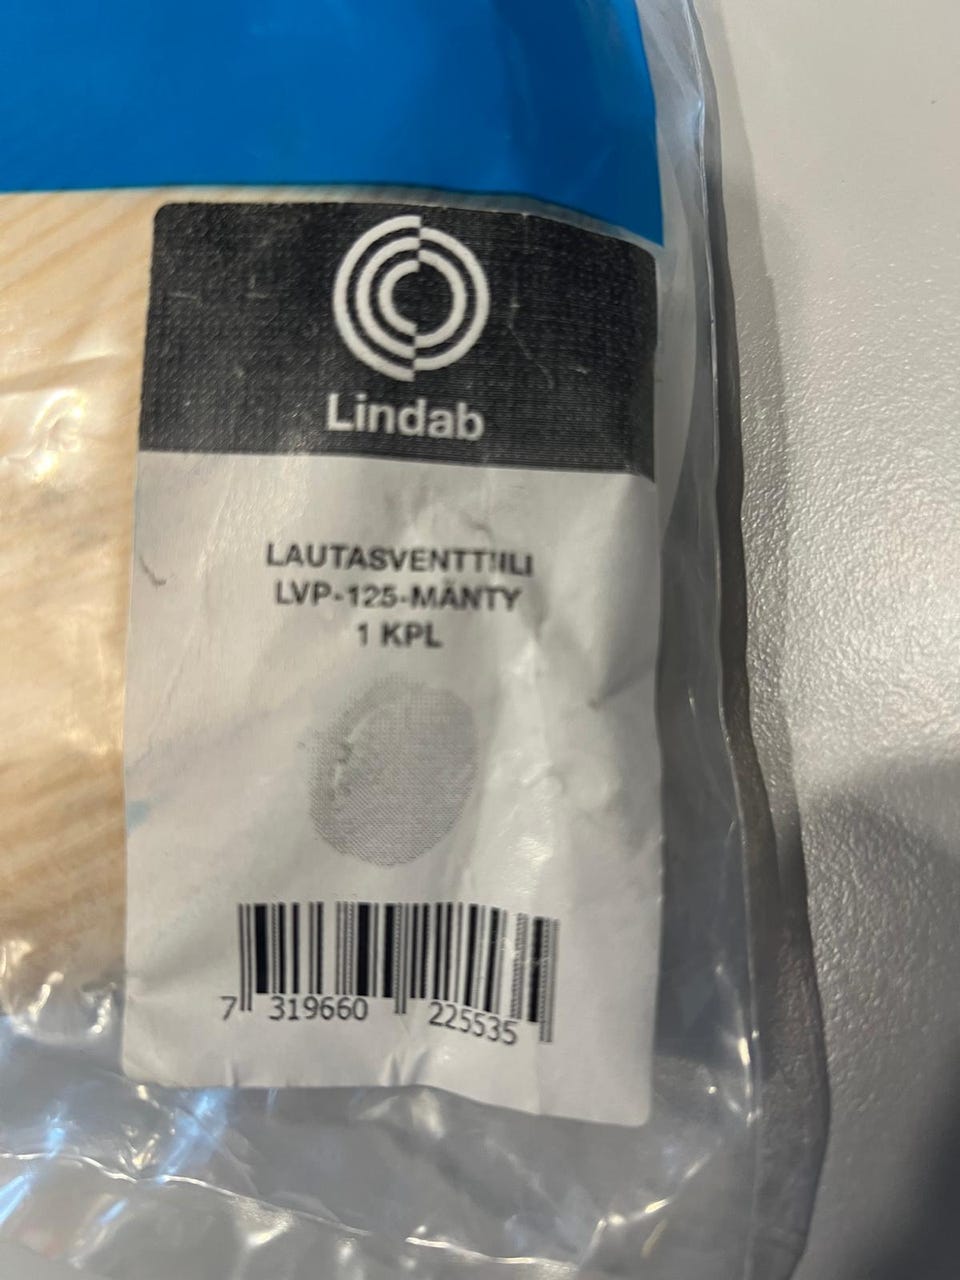 Lindab
LAUTASVENTTIILI
LVP-125-MÄNTY
1 KPL
7 319660 225535